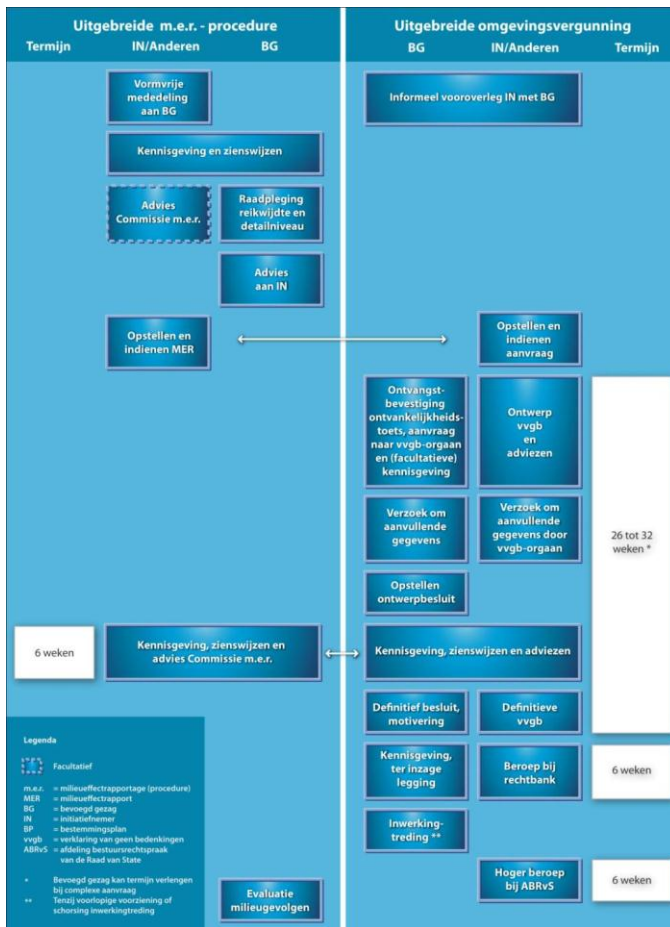 Uitgebreide m.e.r. - procedure
Termijn IN/Anderen BG
Uitgebreide omgevingsvergunning
BG IN/Anderen Termijn
Vormvrije
mededeling
aan BG
Informeel vooroverleg IN met BG
Kennisgeving en zienswijzen
Advies
Commissie m.e.r.
Raadpleging
reikwijdte en
detailniveau
Advies
aan IN
Opstellen en
indienen MER
Opstellen en
indienen
aanvraag
Ontvangst-
bevestiging
ontvankelijkheids-
toets, aanvraag
naar vvgb-orgaan
en (facultatieve)
kennisgeving
Ontwerp
vvgb
en
adviezen
Verzoek om
aanvullende
gegevens
Verzoek om
aanvullende
gegevens door
vvgb-orgaan
26 tot 32
weken *
Opstellen
ontwerpbesluit
6 weken
Kennisgeving, zienswijzen en
advies Commissie m.e.r.
Kennisgeving, zienswijzen en adviezen
Definitief besluit,
motivering
Definitieve
vvgb
Kennisgeving,
ter inzage
legging
Beroep bij
rechtbank
6 weken
Inwerking-
treding **
Hoger beroep
bij ABRvS
6 weken
Evaluatie
milieugevolgen
Legenda
Facultatief
m.e.r. = milieueffectrapportage (procedure)
MER = milieueffectrapport
BG = bevoegd gezag
IN = initiatiefnemer
BP = bestemmingsplan
vvgb = verklaring van geen bedenkingen
ABRvS = afdeling bestuursrechtspraak
van de Raad van State
* Bevoegd gezag kan termijn verlengen
bij complexe aanvraag
** Tenzij voorlopige voorziening of
schorsing inwerkingtreding